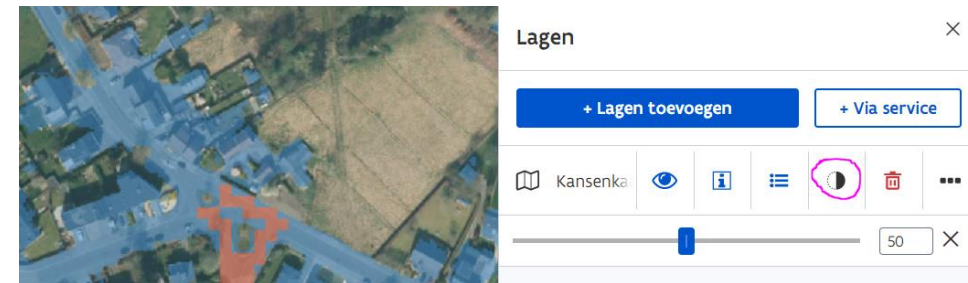 Lagen
+ Lagen toevoegen
+ Via service
Kansenka
50